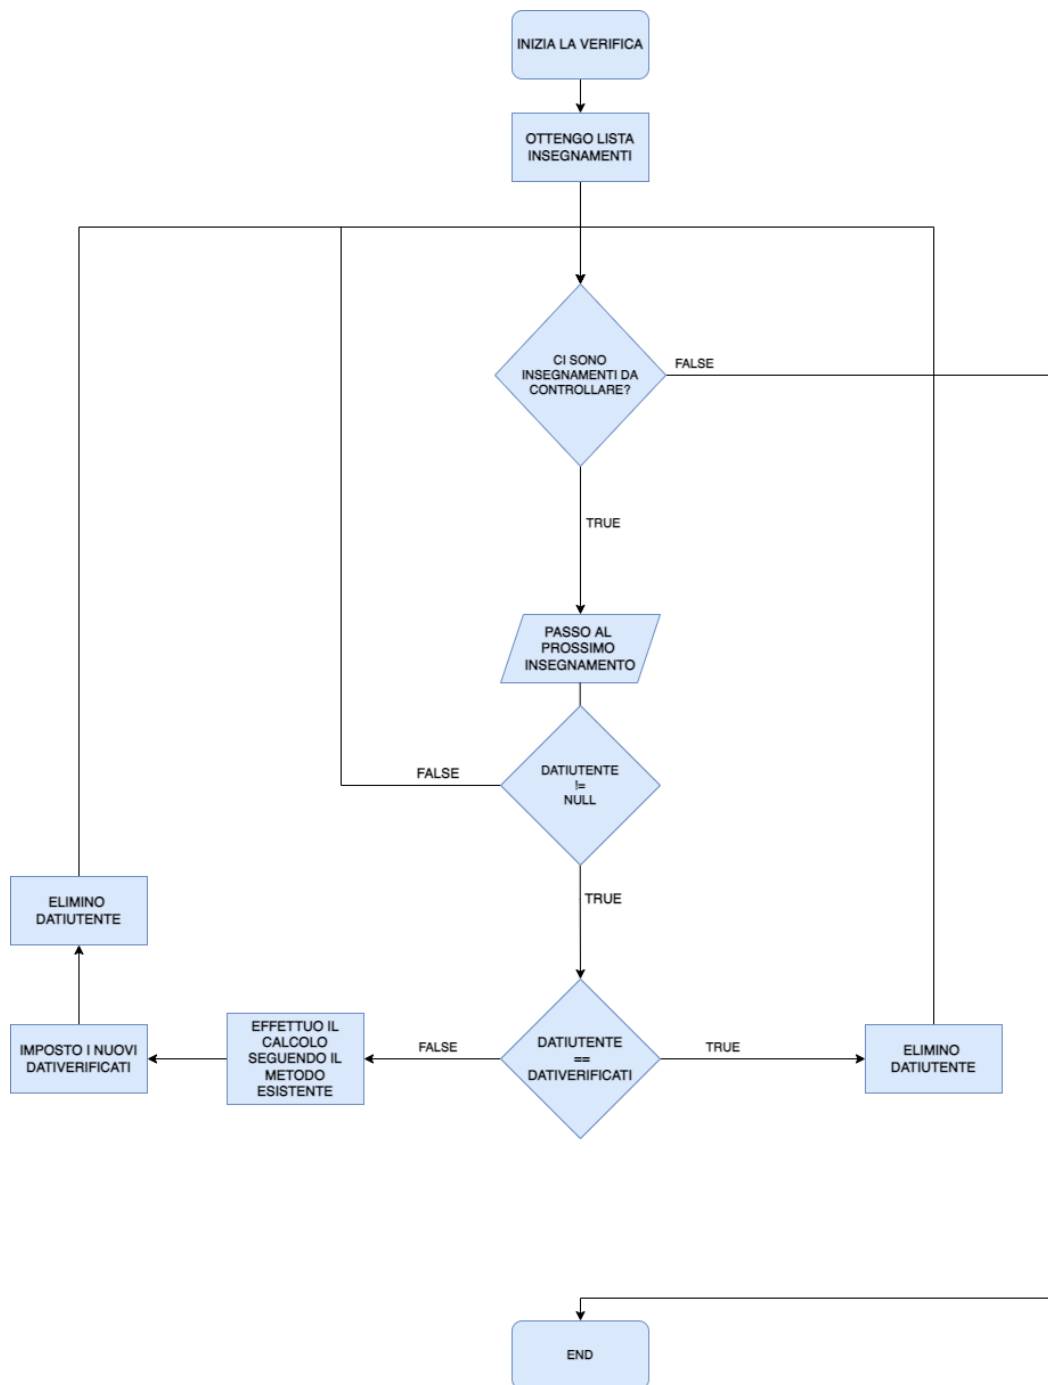 INIZIA LA VERIFICA
OTTENGO LISTA
INSEGNAMENTI
CI SONO
INSEGNAMENTI DA
CONTROLLARE?
FALSE
TRUE
PASSO AL
PROSSIMO
INSEGNAMENTO
DATIUTENTE
!=
NULL
FALSE
TRUE
ELIMINO
DATIUTENTE
IMPOSTO I NUOVI
DATIVERIFICATI
EFFETTUO IL
CALCOLO
SEGUENDO IL
METODO
ESISTENTE
FALSE
DATIUTENTE
==
DATIVERIFICATI
TRUE
ELIMINO
DATIUTENTE
END